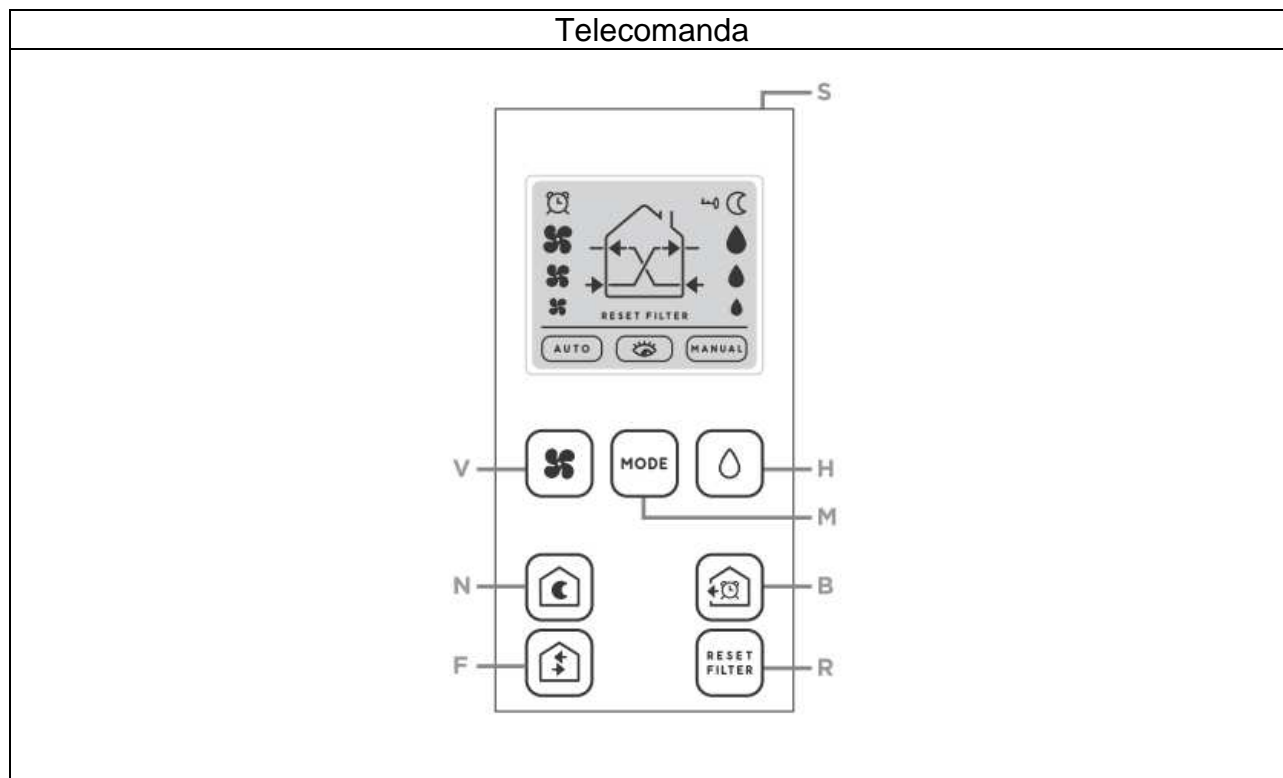 Telecomanda
S
RESET FILTER
AUTO
MANUAL
V
MODE
H
M
N
B
F
RESET
FILTER
R